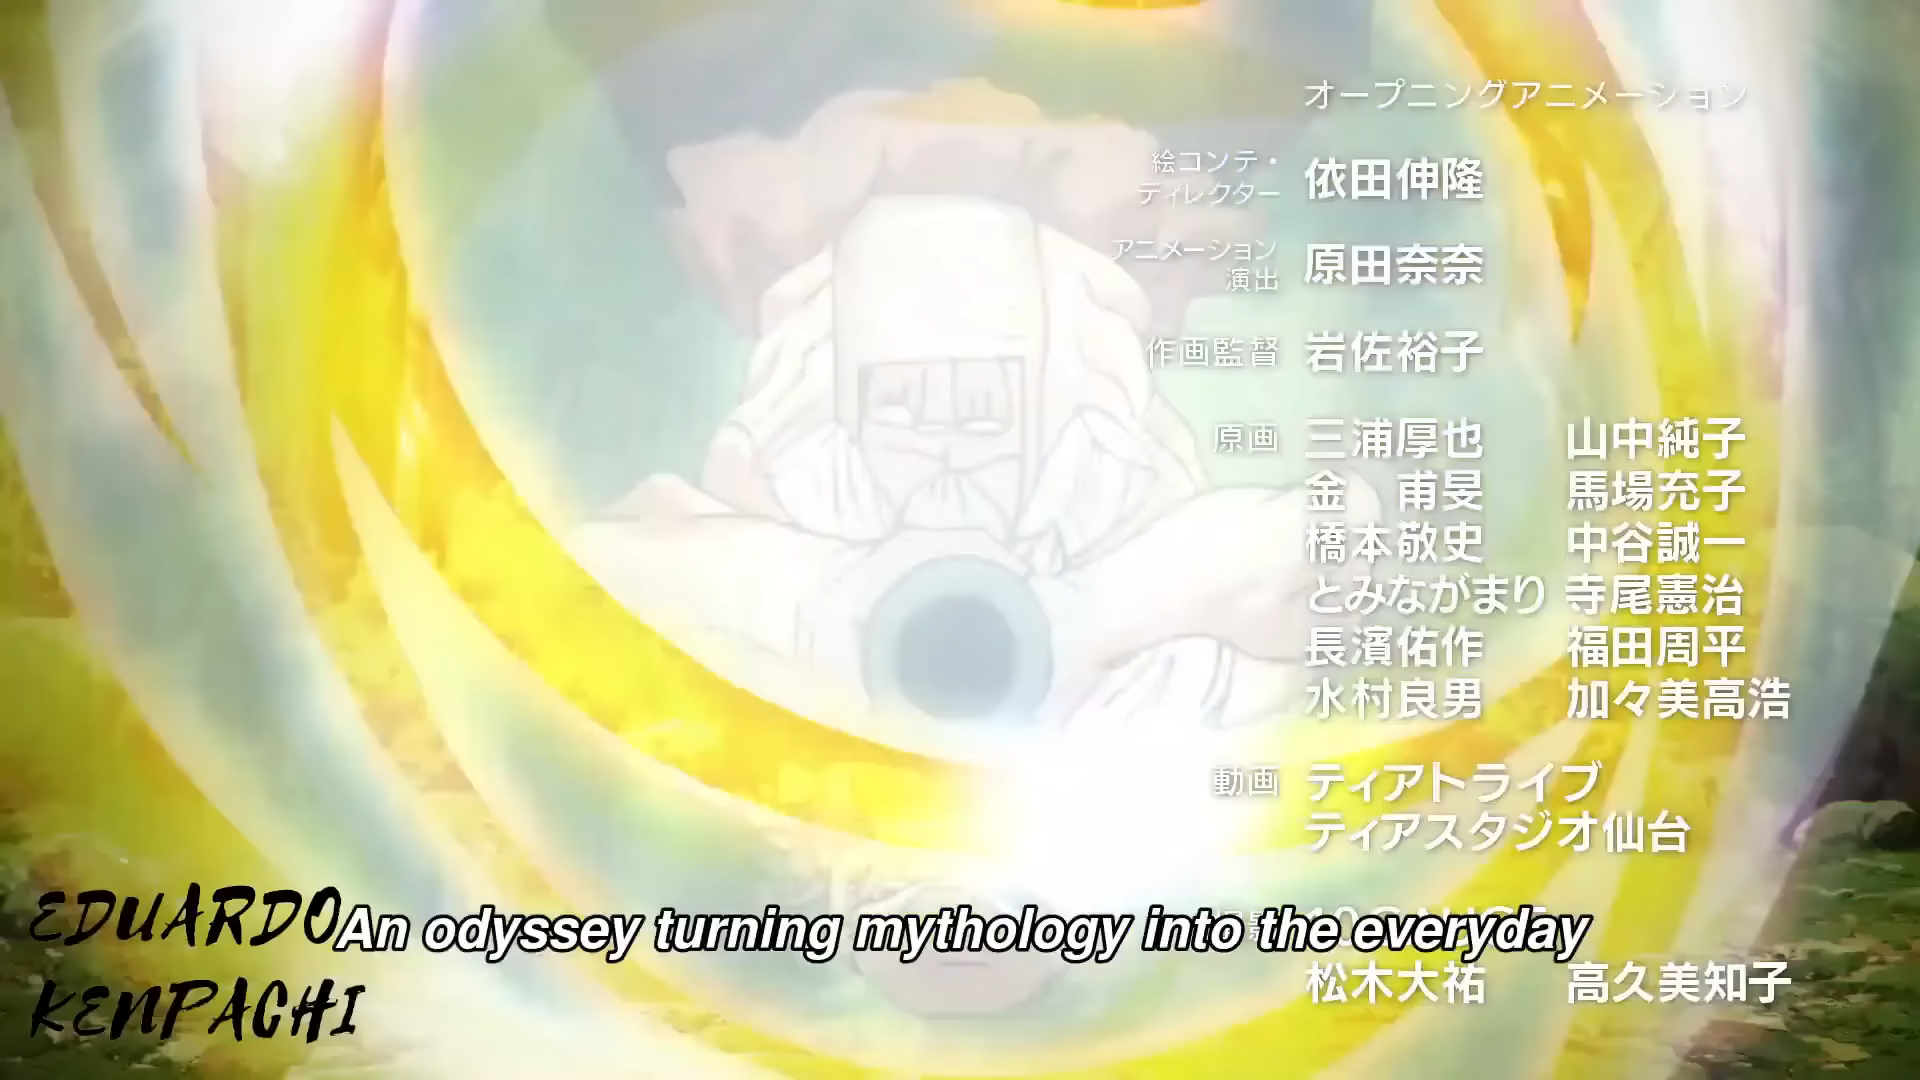 オープニングアニメーション
絵コンテ・
ディレクター 依田伸隆
アニメーション
演出 原田奈奈
作画監督 岩佐裕子
原画 三浦厚也 山中純子
金 甫旻 馬場充子
橋本敬史 中谷誠一
とみながまり 寺尾憲治
長濱佑作 福田周平
水村良男 加々美高浩
動画 ティアトライブ
ティアスタジオ仙台
松木大祐 高久美知子
An odyssey turning mythology into the everyday
EDUARDO
KENPACHI